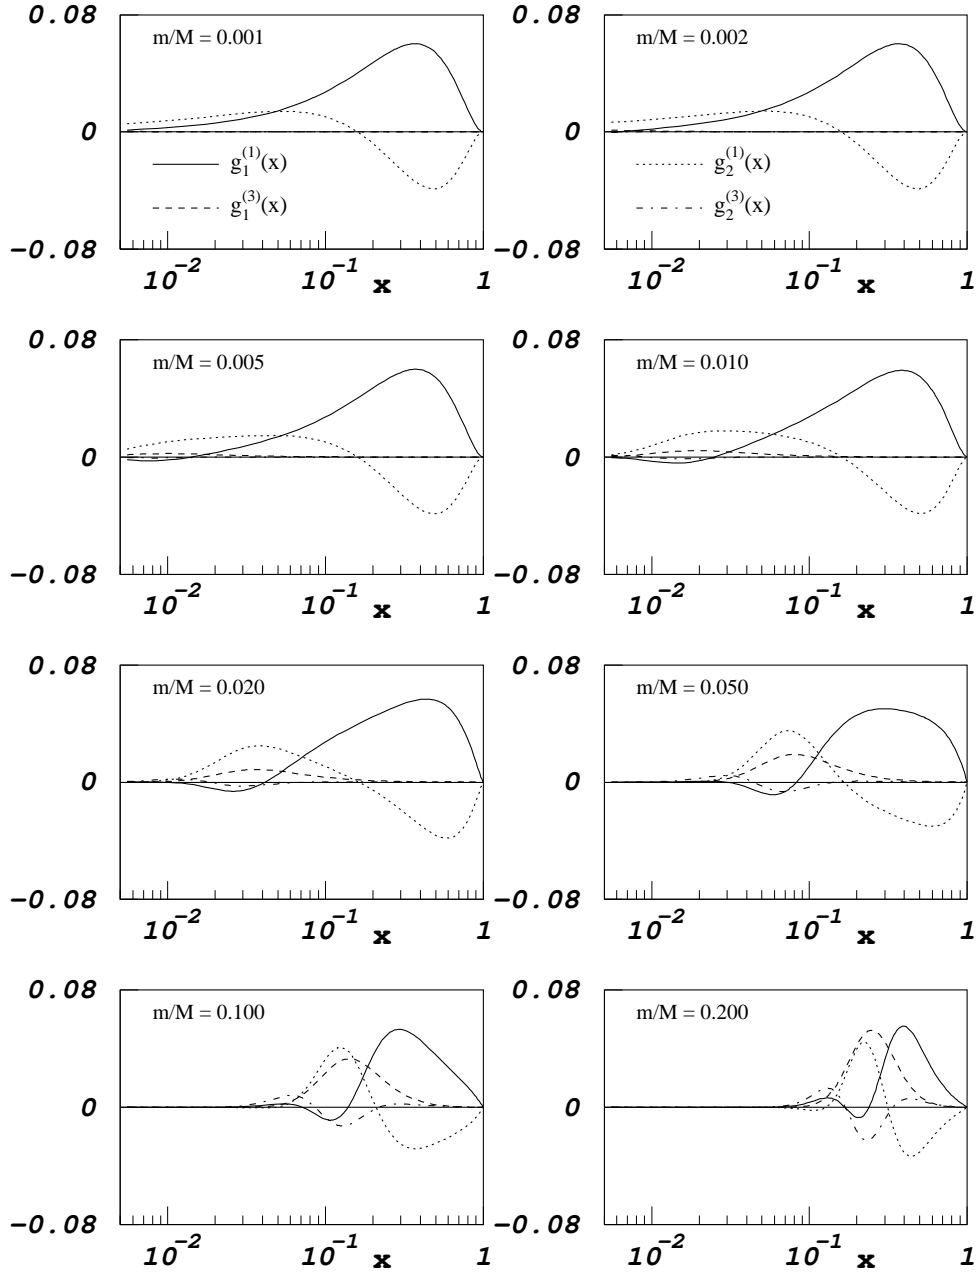 0.08 0.08
m/M = 0.001 m/M = 0.002
0 0
g₁⁽¹⁾(x) g₂⁽¹⁾(x)
g₁⁽³⁾(x) g₂⁽³⁾(x)
−0.08 −0.08
10⁻² 10⁻¹ x 1 10⁻² 10⁻¹ x 1
0.08 0.08
m/M = 0.005 m/M = 0.010
0 0
−0.08 −0.08
10⁻² 10⁻¹ x 1 10⁻² 10⁻¹ x 1
0.08 0.08
m/M = 0.020 m/M = 0.050
0 0
−0.08 −0.08
10⁻² 10⁻¹ x 1 10⁻² 10⁻¹ x 1
0.08 0.08
m/M = 0.100 m/M = 0.200
0 0
−0.08 −0.08
10⁻² 10⁻¹ x 1 10⁻² 10⁻¹ x 1